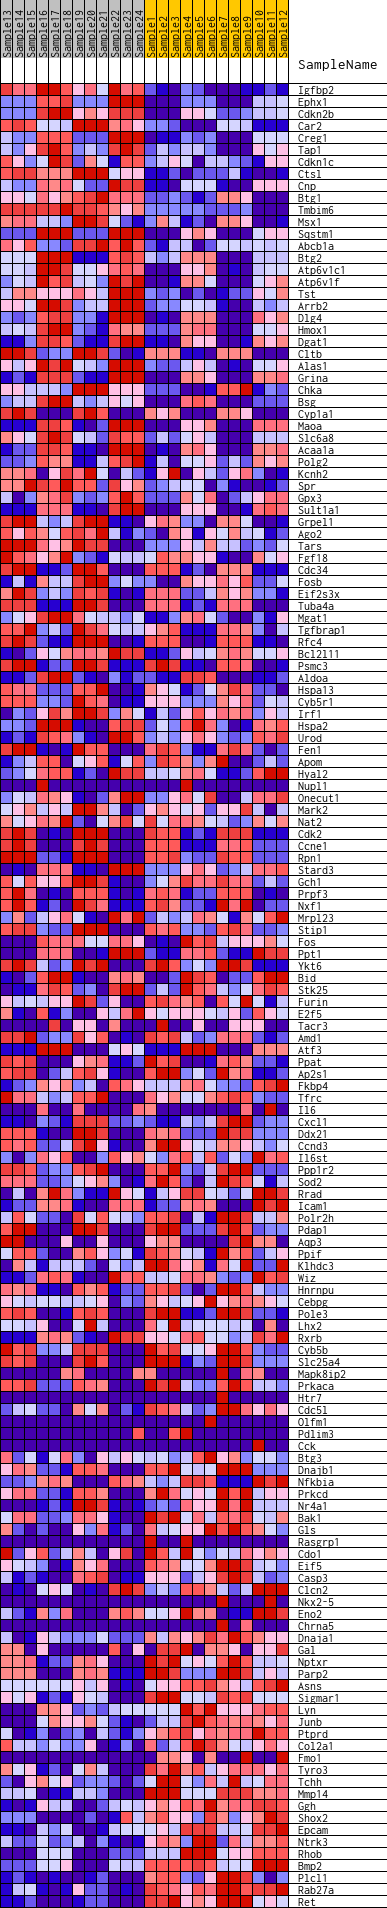 Sample13
Sample14
Sample15
Sample16
Sample17
Sample18
Sample19
Sample20
Sample21
Sample22
Sample23
Sample24
Sample1
Sample2
Sample3
Sample4
Sample5
Sample6
Sample7
Sample8
Sample9
Sample10
Sample11
Sample12
SampleName
Igfbp2
Ephx1
Cdkn2b
Car2
Creg1
Tap1
Cdkn1c
Ctsl
Cnp
Btg1
Tmbim6
Msx1
Sqstm1
Abcb1a
Btg2
Atp6v1c1
Atp6v1f
Tst
Arrb2
Dlg4
Hmox1
Dgat1
Cltb
Alas1
Grina
Chka
Bsg
Cyp1a1
Maoa
Slc6a8
Acaa1a
Polg2
Kcnh2
Spr
Gpx3
Sult1a1
Grpel1
Ago2
Tars
Fgf18
Cdc34
Fosb
Eif2s3x
Tuba4a
Mgat1
Tgfbrap1
Rfc4
Bcl2l11
Psmc3
Aldoa
Hspa13
Cyb5r1
Irf1
Hspa2
Urod
Fen1
Apom
Hyal2
Nupl1
Onecut1
Mark2
Nat2
Cdk2
Ccne1
Rpn1
Stard3
Gch1
Prpf3
Nxf1
Mrpl23
Stip1
Fos
Ppt1
Ykt6
Bid
Stk25
Furin
E2f5
Tacr3
Amd1
Atf3
Ppat
Ap2s1
Fkbp4
Tfrc
Il6
Cxcl1
Ddx21
Ccnd3
Il6st
Ppp1r2
Sod2
Rrad
Icam1
Polr2h
Pdap1
Aqp3
Ppif
Klhdc3
Wiz
Hnrnpu
Cebpg
Pole3
Lhx2
Rxrb
Cyb5b
Slc25a4
Mapk8ip2
Prkaca
Htr7
Cdc5l
Olfm1
Pdlim3
Cck
Btg3
Dnajb1
Nfkbia
Prkcd
Nr4a1
Bak1
Gls
Rasgrp1
Cdo1
Eif5
Casp3
Clcn2
Nkx2-5
Eno2
Chrna5
Dnaja1
Gal
Nptxr
Parp2
Asns
Sigmar1
Lyn
Junb
Ptprd
Col2a1
Fmo1
Tyro3
Tchh
Mmp14
Ggh
Shox2
Epcam
Ntrk3
Rhob
Bmp2
Plcl1
Rab27a
Ret